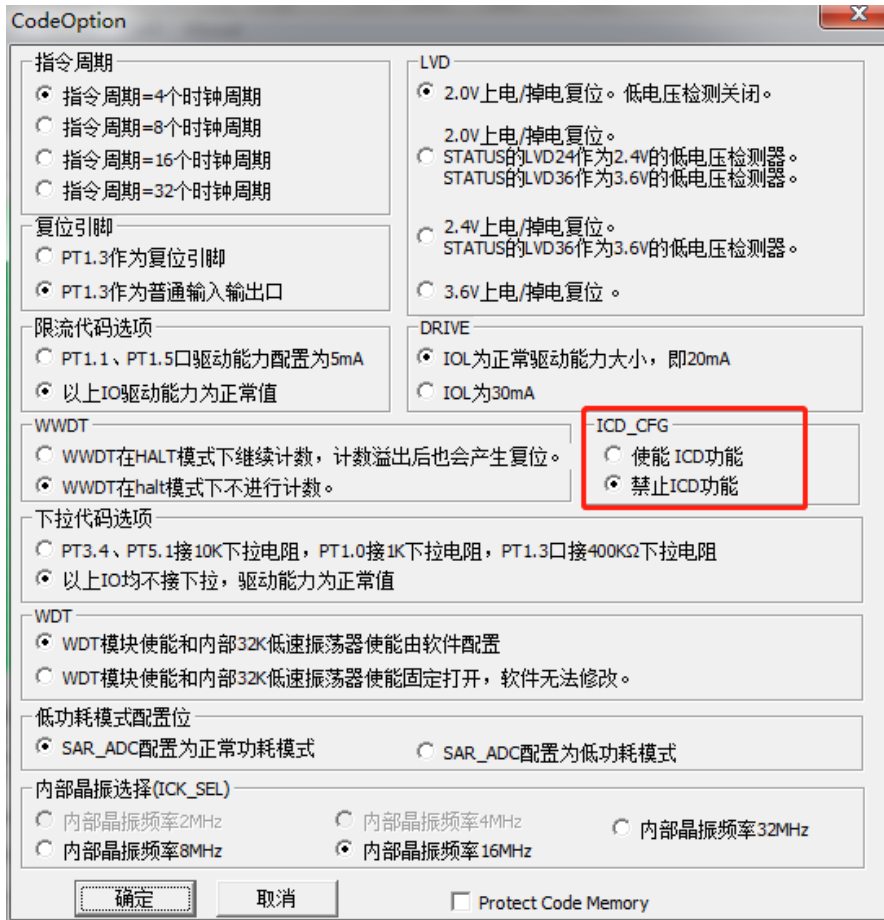 CodeOption
指令周期
指令周期=4个时钟周期
指令周期=8个时钟周期
指令周期=16个时钟周期
指令周期=32个时钟周期
复位引脚
PT1.3作为复位引脚
PT1.3作为普通输入输出口
限流代码选项
PT1.1、PT1.5口驱动能力配置为5mA
以上IO驱动能力为正常值
LVD
2.0V上电/掉电复位。低电压检测关闭。
2.0V上电/掉电复位。
STATUS的LVD24作为2.4V的低电压检测器。
STATUS的LVD36作为3.6V的低电压检测器。
2.4V上电/掉电复位。
STATUS的LVD36作为3.6V的低电压检测器。
3.6V上电/掉电复位 。
DRIVE
IOL为正常驱动能力大小，即20mA
IOL为30mA
WWDT
WWDT在HALT模式下继续计数，计数溢出后也会产生复位。
WWDT在halt模式下不进行计数。
ICD_CFG
使能 ICD功能
禁止ICD功能
下拉代码选项
PT3.4、PT5.1接10K下拉电阻，PT1.0接1K下拉电阻，PT1.3口接400KΩ下拉电阻
以上IO均不接下拉，驱动能力为正常值
WDT
WDT模块使能和内部32K低速振荡器使能由软件配置
WDT模块使能和内部32K低速振荡器使能固定打开，软件无法修改。
低功耗模式配置位
SAR_ADC配置为正常功耗模式
SAR_ADC配置为低功耗模式
内部晶振选择(ICK_SEL)
内部晶振频率2MHz
内部晶振频率4MHz
内部晶振频率32MHz
内部晶振频率8MHz
内部晶振频率16MHz
确定
取消
Protect Code Memory